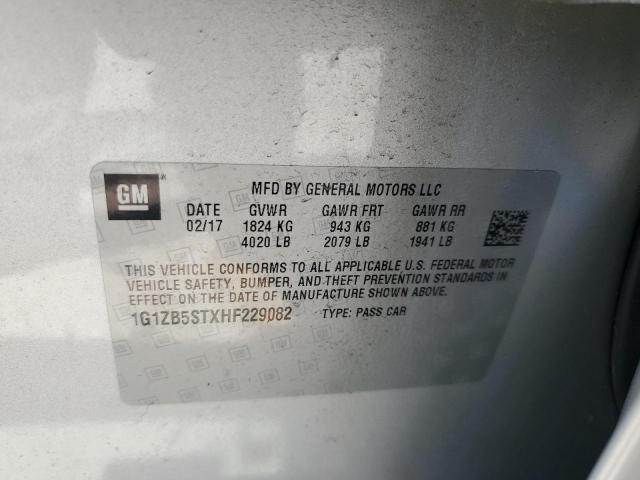 GM
MFD BY GENERAL MOTORS LLC
DATE GVWR GAWR FRT GAWR RR
02/17 1824 KG 943 KG 881 KG
4020 LB 2079 LB 1941 LB
THIS VEHICLE CONFORMS TO ALL APPLICABLE U.S. FEDERAL MOTOR
VEHICLE SAFETY, BUMPER, AND THEFT PREVENTION STANDARDS IN
EFFECT ON THE DATE OF MANUFACTURE SHOWN ABOVE.
1G1ZB5STXHF229082 TYPE: PASS CAR